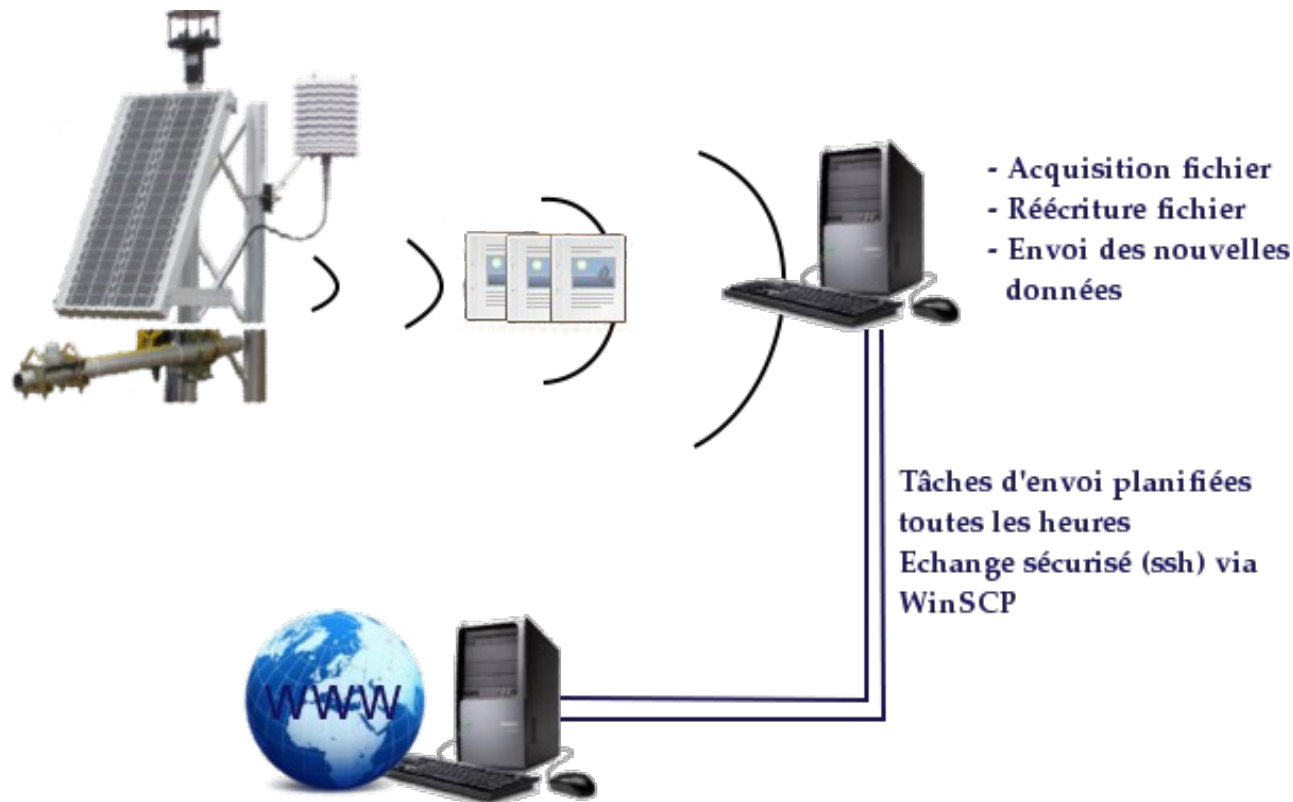 - Acquisition fichier
- Réécriture fichier
- Envoi des nouvelles
données
Tâches d'envoi planifiées
toutes les heures
Echange sécurisé (ssh) via
WinSCP
WWW